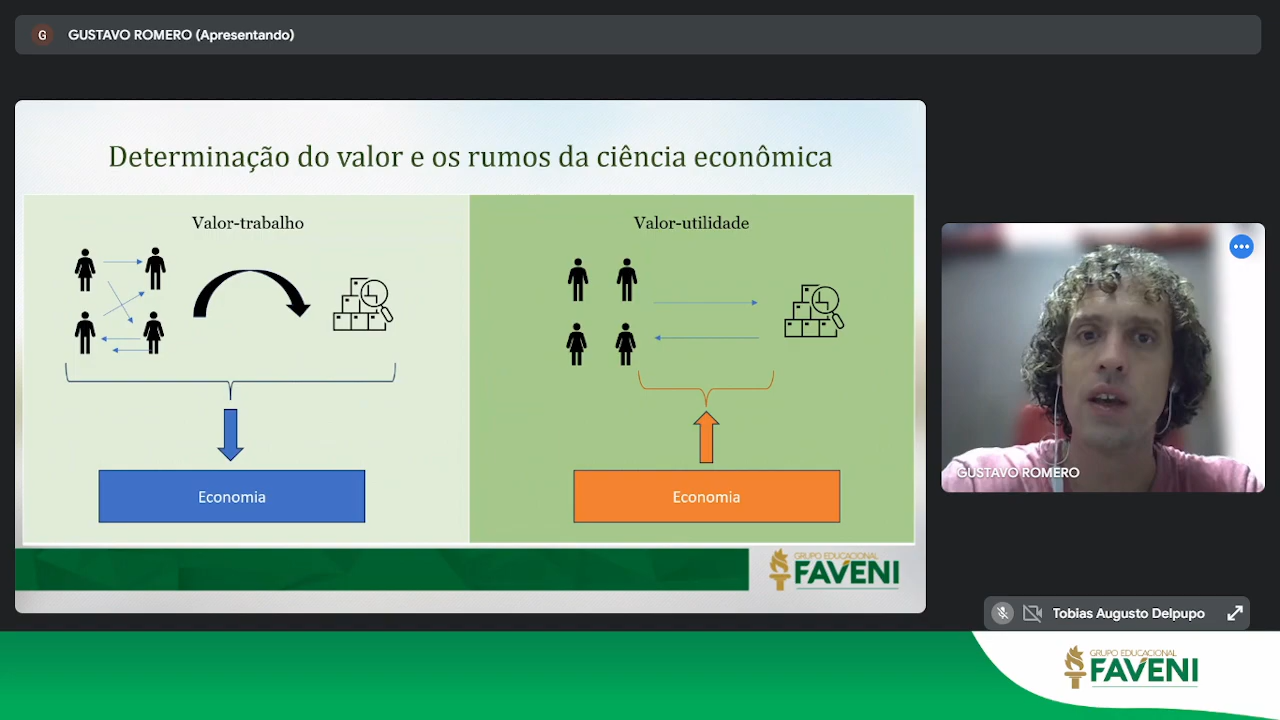 G GUSTAVO ROMERO (Apresentando)
Determinação do valor e os rumos da ciência econômica
Valor-trabalho
Valor-utilidade
Economia
Economia
GRUPO EDUCACIONAL
FAVENI
GUSTAVO ROMERO
Tobias Augusto Delpupo
GRUPO EDUCACIONAL
FAVENI